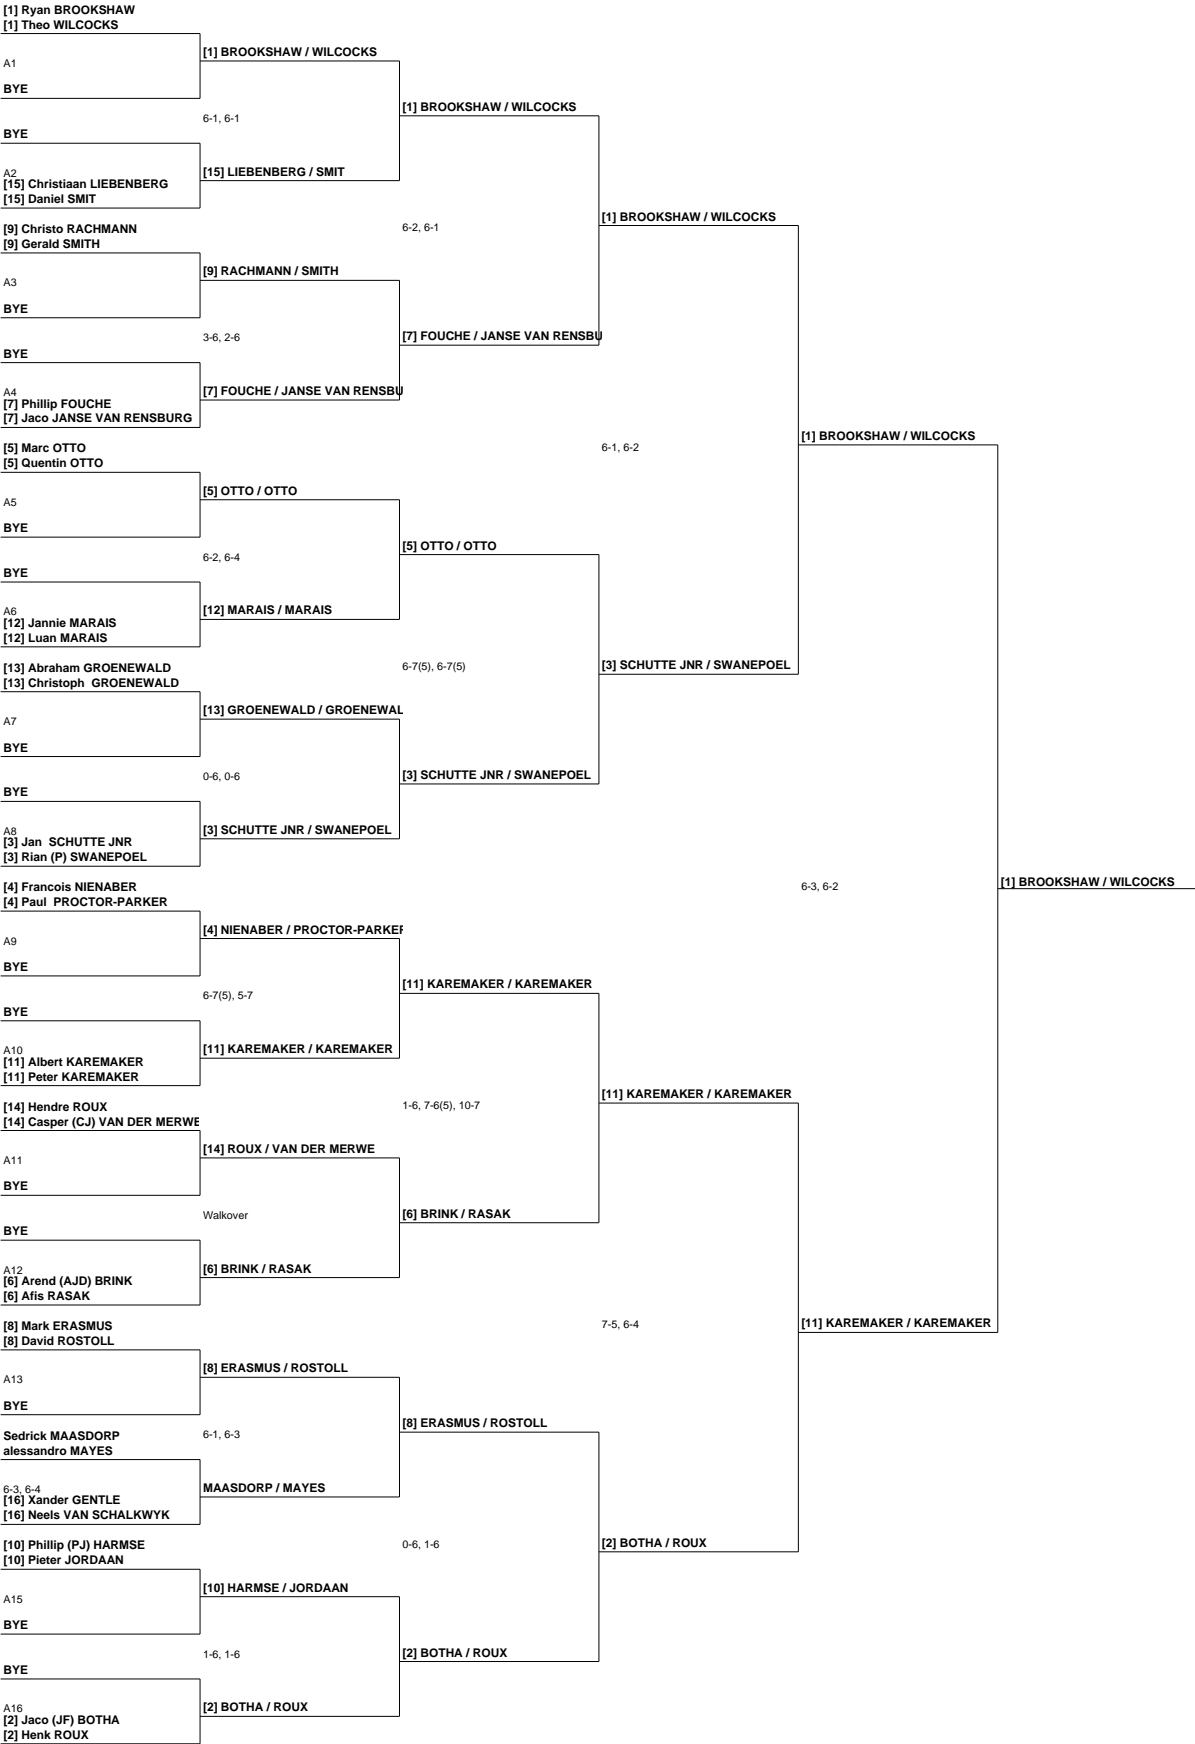 [1] Ryan BROOKSHAW
[1] Theo WILCOCKS
[1] BROOKSHAW / WILCOCKS
A1
BYE
[1] BROOKSHAW / WILCOCKS
6-1, 6-1
BYE
[15] LIEBENBERG / SMIT
A2
[15] Christiaan LIEBENBERG
[15] Daniel SMIT
[1] BROOKSHAW / WILCOCKS
6-2, 6-1
[9] Christo RACHMANN
[9] Gerald SMITH
[9] RACHMANN / SMITH
A3
BYE
3-6, 2-6
[7] FOUCHE / JANSE VAN RENSBU
BYE
[7] FOUCHE / JANSE VAN RENSBU
A4
[7] Phillip FOUCHE
[7] Jaco JANSE VAN RENSBURG
[1] BROOKSHAW / WILCOCKS
6-1, 6-2
[5] Marc OTTO
[5] Quentin OTTO
[5] OTTO / OTTO
A5
BYE
[5] OTTO / OTTO
6-2, 6-4
BYE
[12] MARAIS / MARAIS
A6
[12] Jannie MARAIS
[12] Luan MARAIS
6-7(5), 6-7(5)
[3] SCHUTTE JNR / SWANEPOEL
[13] Abraham GROENEWALD
[13] Christoph  GROENEWALD
[13] GROENEWALD / GROENEWAL
A7
BYE
0-6, 0-6
[3] SCHUTTE JNR / SWANEPOEL
BYE
[3] SCHUTTE JNR / SWANEPOEL
A8
[3] Jan  SCHUTTE JNR
[3] Rian (P) SWANEPOEL
6-3, 6-2
[1] BROOKSHAW / WILCOCKS
[4] Francois NIENABER
[4] Paul  PROCTOR-PARKER
[4] NIENABER / PROCTOR-PARKER
A9
BYE
[11] KAREMAKER / KAREMAKER
6-7(5), 5-7
BYE
[11] KAREMAKER / KAREMAKER
A10
[11] Albert KAREMAKER
[11] Peter KAREMAKER
[11] KAREMAKER / KAREMAKER
1-6, 7-6(5), 10-7
[14] Hendre ROUX
[14] Casper (CJ) VAN DER MERWE
[14] ROUX / VAN DER MERWE
A11
BYE
Walkover
[6] BRINK / RASAK
BYE
[6] BRINK / RASAK
A12
[6] Arend (AJD) BRINK
[6] Afis RASAK
7-5, 6-4
[11] KAREMAKER / KAREMAKER
[8] Mark ERASMUS
[8] David ROSTOLL
[8] ERASMUS / ROSTOLL
A13
BYE
[8] ERASMUS / ROSTOLL
6-1, 6-3
Sedrick MAASDORP
alessandro MAYES
MAASDORP / MAYES
6-3, 6-4
[16] Xander GENTLE
[16] Neels VAN SCHALKWYK
0-6, 1-6
[2] BOTHA / ROUX
[10] Phillip (PJ) HARMSE
[10] Pieter JORDAAN
[10] HARMSE / JORDAAN
A15
BYE
1-6, 1-6
[2] BOTHA / ROUX
BYE
[2] BOTHA / ROUX
A16
[2] Jaco (JF) BOTHA
[2] Henk ROUX